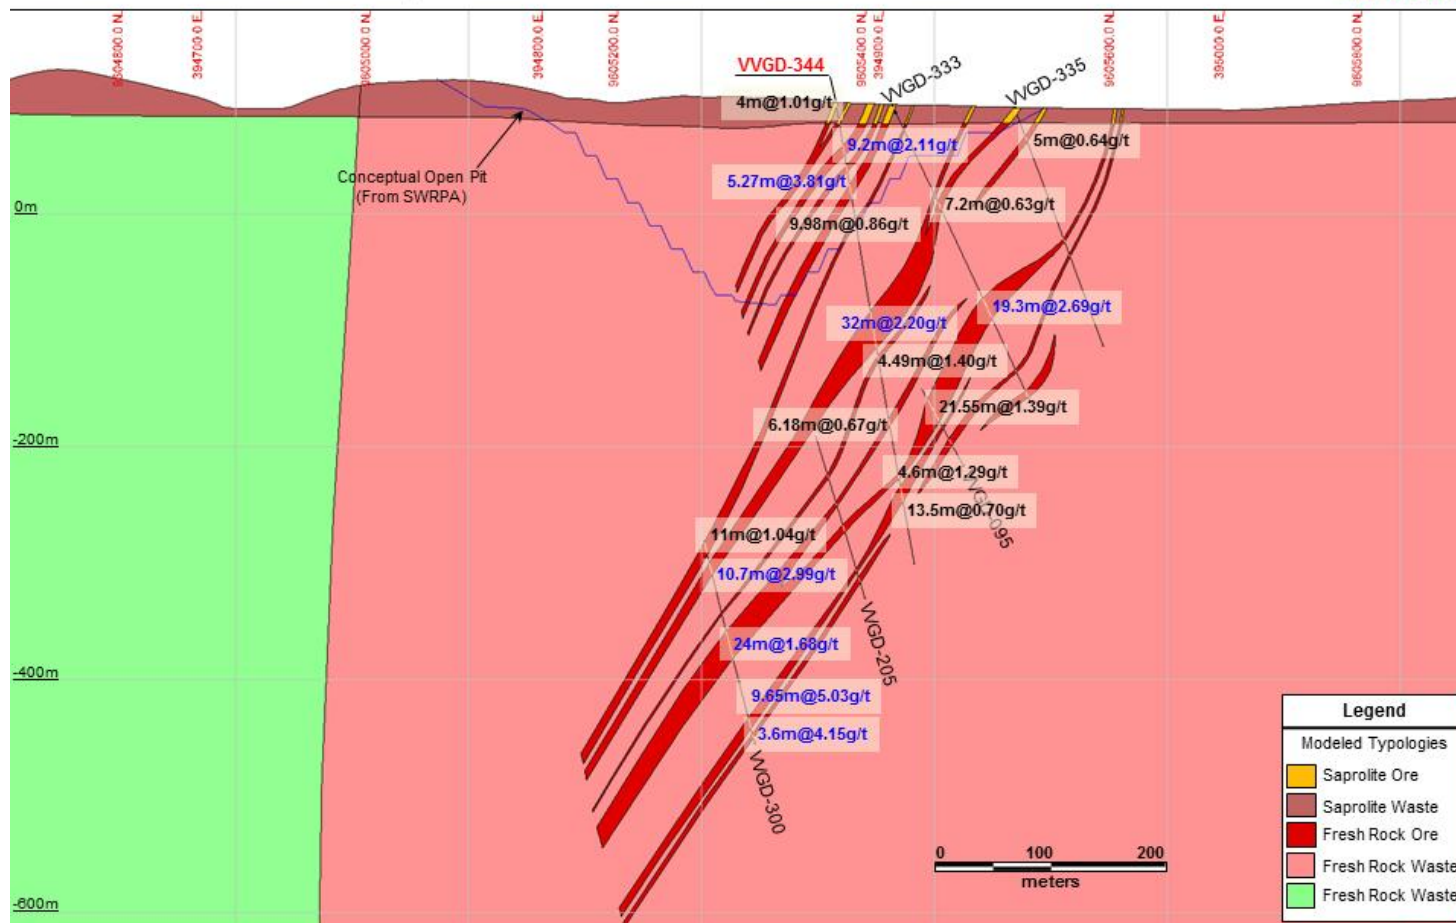 9604800.0 N
394700.0 E
9605000.0 N
394800.0 E
9605200.0 N
9605400.0 N
394900.0 E
9605600.0 N
395000.0 E
9605800.0 N
VVGD-344
VVGD-333
VVGD-335
4m@1.01g/t
9.2m@2.11g/t
5m@0.64g/t
Conceptual Open Pit
(From SWRPA)
5.27m@3.81g/t
0m
7.2m@0.63g/t
9.98m@0.86g/t
19.3m@2.69g/t
32m@2.20g/t
4.49m@1.40g/t
21.55m@1.39g/t
6.18m@0.67g/t
-200m
4.6m@1.29g/t
13.5m@0.70g/t
VVGD-095
11m@1.04g/t
10.7m@2.99g/t
24m@1.68g/t
VVGD-205
-400m
9.65m@5.03g/t
3.6m@4.15g/t
VVGD-300
0 100 200
meters
-600m
Legend
Modeled Typologies
Saprolite Ore
Saprolite Waste
Fresh Rock Ore
Fresh Rock Waste
Fresh Rock Waste